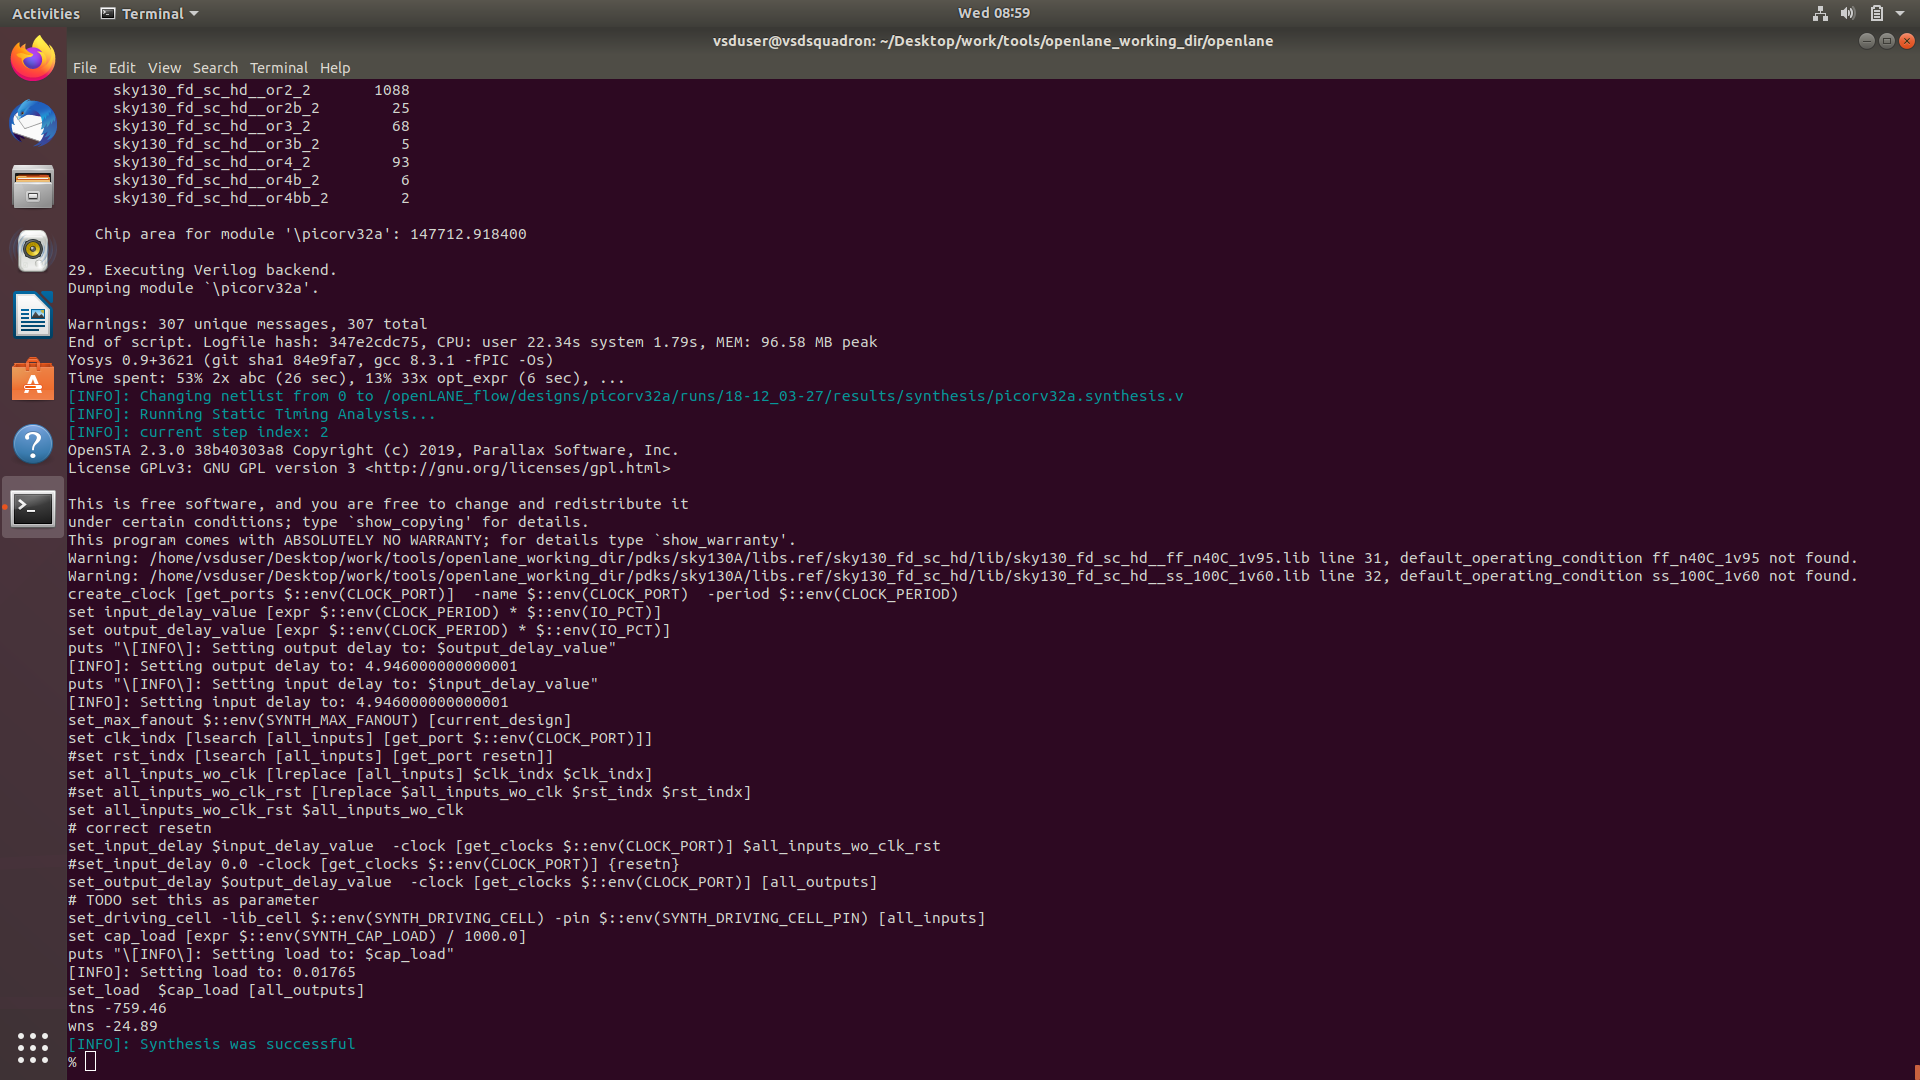 Activities Terminal Wed 08:59
vsduser@vsdsquadron: ~/Desktop/work/tools/openlane_working_dir/openlane
File Edit View Search Terminal Help
sky130_fd_sc_hd__or2_2 1088
sky130_fd_sc_hd__or2b_2 25
sky130_fd_sc_hd__or3_2 68
sky130_fd_sc_hd__or3b_2 5
sky130_fd_sc_hd__or4_2 93
sky130_fd_sc_hd__or4b_2 6
sky130_fd_sc_hd__or4bb_2 2
Chip area for module '\picorv32a': 147712.918400
29. Executing Verilog backend.
Dumping module `\picorv32a'.
Warnings: 307 unique messages, 307 total
End of script. Logfile hash: 347e2cdc75, CPU: user 22.34s system 1.79s, MEM: 96.58 MB peak
Yosys 0.9+3621 (git sha1 84e9fa7, gcc 8.3.1 -fPIC -Os)
Time spent: 53% 2x abc (26 sec), 13% 33x opt_expr (6 sec), ...
[INFO]: Changing netlist from 0 to /openLANE_flow/designs/picorv32a/runs/18-12_03-27/results/synthesis/picorv32a.synthesis.v
[INFO]: Running Static Timing Analysis...
[INFO]: current step index: 2
OpenSTA 2.3.0 38b40303a8 Copyright (c) 2019, Parallax Software, Inc.
License GPLv3: GNU GPL version 3 <http://gnu.org/licenses/gpl.html>
This is free software, and you are free to change and redistribute it
under certain conditions; type `show_copying' for details.
This program comes with ABSOLUTELY NO WARRANTY; for details type `show_warranty'.
Warning: /home/vsduser/Desktop/work/tools/openlane_working_dir/pdks/sky130A/libs.ref/sky130_fd_sc_hd/lib/sky130_fd_sc_hd__ff_n40C_1v95.lib line 31, default_operating_condition ff_n40C_1v95 not found.
Warning: /home/vsduser/Desktop/work/tools/openlane_working_dir/pdks/sky130A/libs.ref/sky130_fd_sc_hd/lib/sky130_fd_sc_hd__ss_100C_1v60.lib line 32, default_operating_condition ss_100C_1v60 not found.
create_clock [get_ports $::env(CLOCK_PORT)]  -name $::env(CLOCK_PORT)  -period $::env(CLOCK_PERIOD)
set input_delay_value [expr $::env(CLOCK_PERIOD) * $::env(IO_PCT)]
set output_delay_value [expr $::env(CLOCK_PERIOD) * $::env(IO_PCT)]
puts "\[INFO\]: Setting output delay to: $output_delay_value"
[INFO]: Setting output delay to: 4.946000000000001
puts "\[INFO\]: Setting input delay to: $input_delay_value"
[INFO]: Setting input delay to: 4.946000000000001
set_max_fanout $::env(SYNTH_MAX_FANOUT) [current_design]
set clk_indx [lsearch [all_inputs] [get_port $::env(CLOCK_PORT)]]
#set rst_indx [lsearch [all_inputs] [get_port resetn]]
set all_inputs_wo_clk [lreplace [all_inputs] $clk_indx $clk_indx]
#set all_inputs_wo_clk_rst [lreplace $all_inputs_wo_clk $rst_indx $rst_indx]
set all_inputs_wo_clk_rst $all_inputs_wo_clk
# correct resetn
set_input_delay $input_delay_value  -clock [get_clocks $::env(CLOCK_PORT)] $all_inputs_wo_clk_rst
#set_input_delay 0.0 -clock [get_clocks $::env(CLOCK_PORT)] {resetn}
set_output_delay $output_delay_value  -clock [get_clocks $::env(CLOCK_PORT)] [all_outputs]
# TODO set this as parameter
set_driving_cell -lib_cell $::env(SYNTH_DRIVING_CELL) -pin $::env(SYNTH_DRIVING_CELL_PIN) [all_inputs]
set cap_load [expr $::env(SYNTH_CAP_LOAD) / 1000.0]
puts "\[INFO\]: Setting load to: $cap_load"
[INFO]: Setting load to: 0.01765
set_load  $cap_load [all_outputs]
tns -759.46
wns -24.89
[INFO]: Synthesis was successful
%